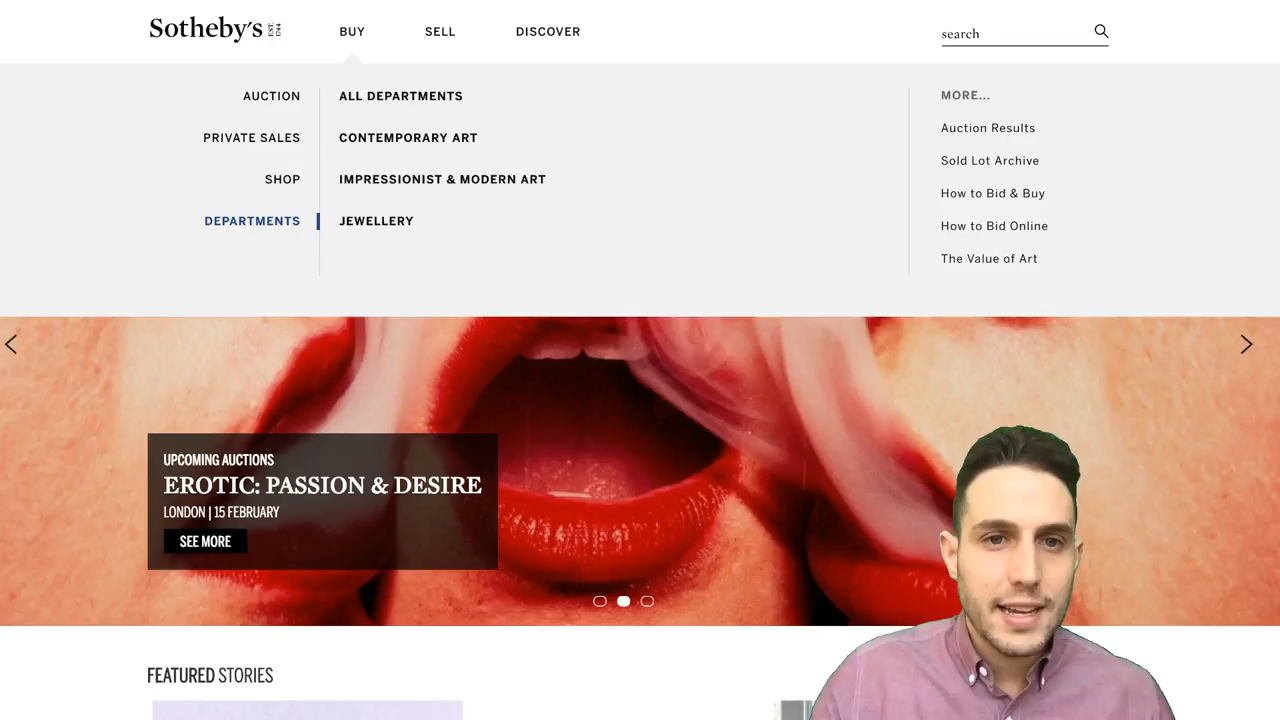 Sotheby's EST. 1744
BUY
SELL
DISCOVER
search
AUCTION
PRIVATE SALES
SHOP
DEPARTMENTS
ALL DEPARTMENTS
CONTEMPORARY ART
IMPRESSIONIST & MODERN ART
JEWELLERY
MORE...
Auction Results
Sold Lot Archive
How to Bid & Buy
How to Bid Online
The Value of Art
UPCOMING AUCTIONS
EROTIC: PASSION & DESIRE
LONDON | 15 FEBRUARY
SEE MORE
FEATURED STORIES